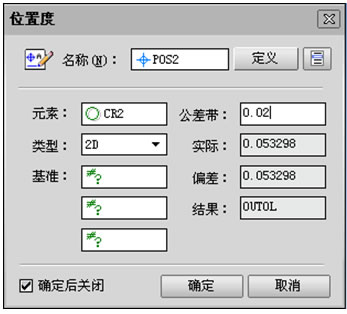 位置度
名称(N)： POS2 定义
元素： CR2 公差带： 0.02
类型： 2D 实际： 0.053298
基准： ≠? 偏差： 0.053298
≠? 结果： OUTOL
≠?
确定后关闭 确定 取消